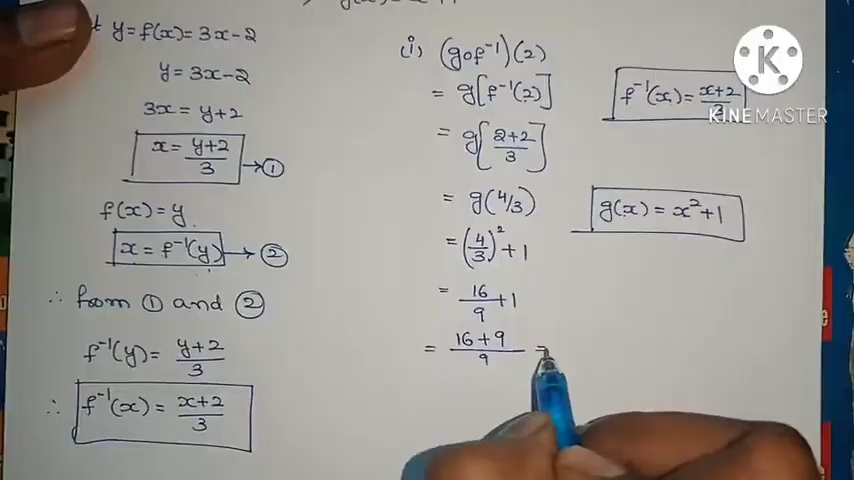 y = f(x) = 3x-2
y = 3x-2
3x = y+2
x = y+2/3 → ①
f(x) = y
x = f⁻¹(y) → ②
∴ from ① and ②
f⁻¹(y) = y+2/3
∴ f⁻¹(x) = x+2/3
(i) (gof⁻¹)(2)
= g[f⁻¹(2)]
= g[2+2/3]
= g(4/3)
= (4/3)² + 1
= 16/9 + 1
= 16+9/9 =
f⁻¹(x) = x+2/3
g(x) = x²+1
K
KINEMASTER